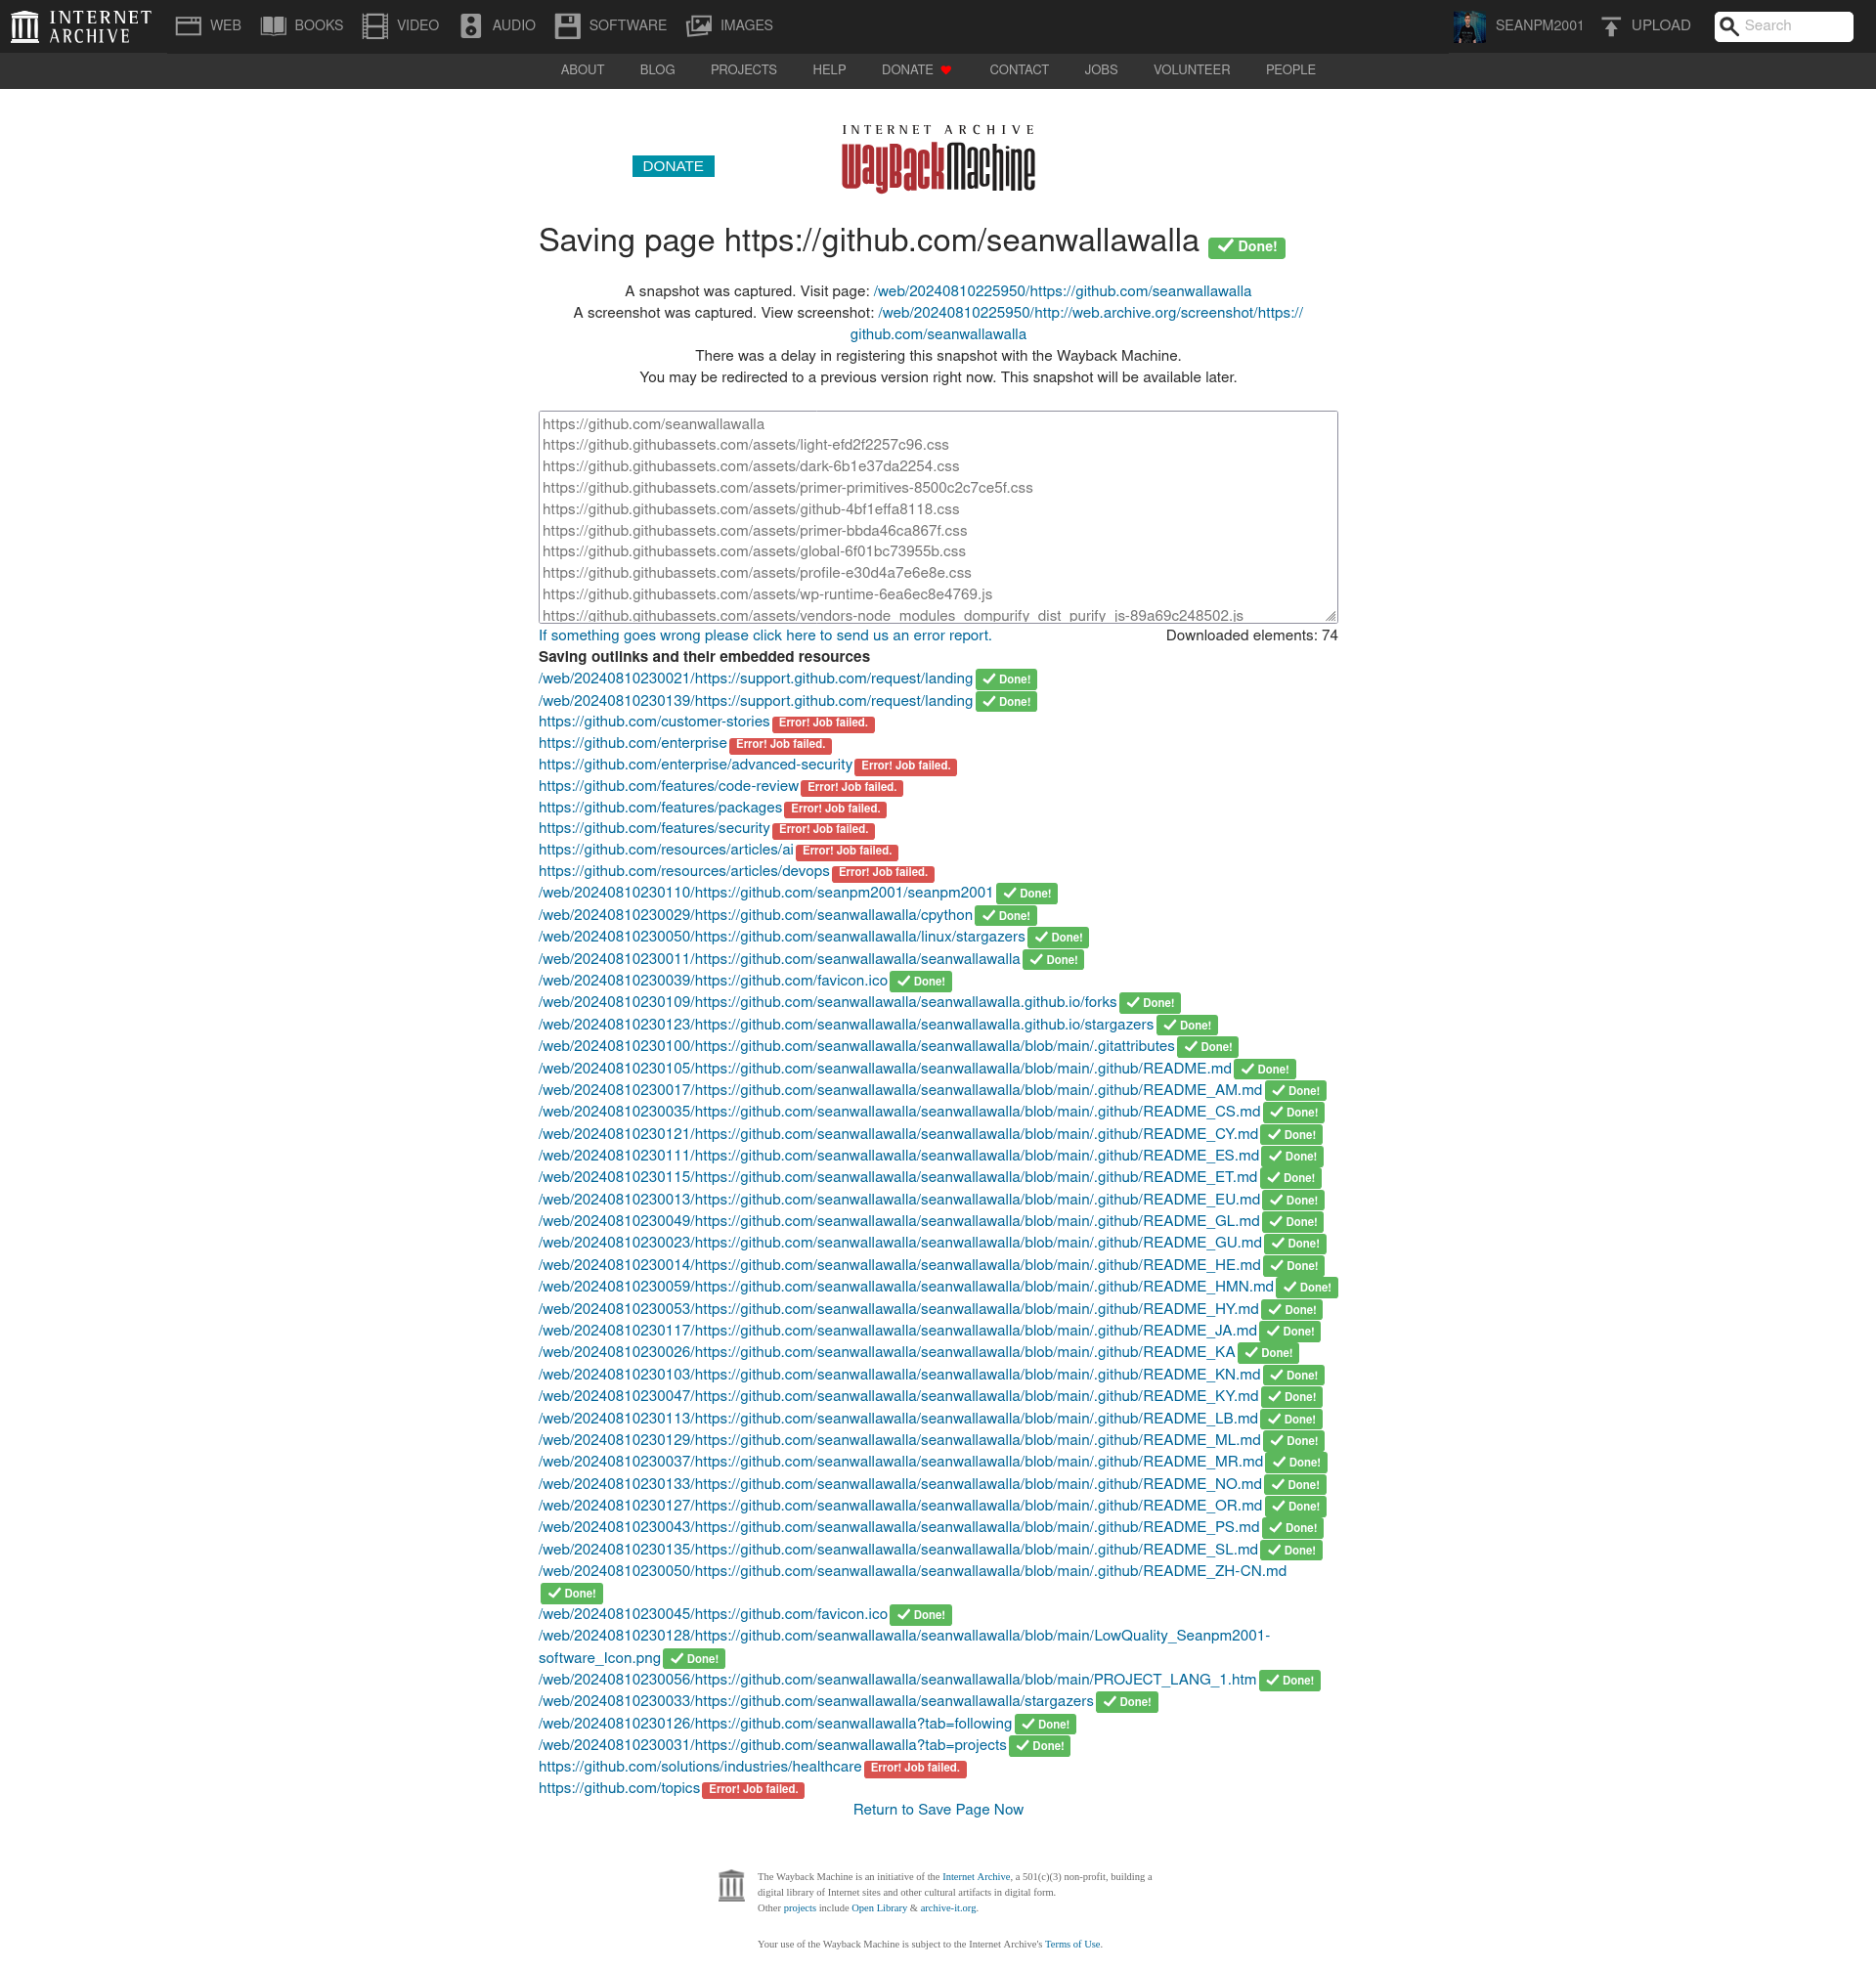 INTERNET
ARCHIVE
WEB
BOOKS
VIDEO
AUDIO
SOFTWARE
IMAGES
SEANPM2001
UPLOAD
Search
ABOUT
BLOG
PROJECTS
HELP
DONATE
CONTACT
JOBS
VOLUNTEER
PEOPLE
DONATE
INTERNET ARCHIVE
WayBackMachine
Saving page https://github.com/seanwallawalla Done!
A snapshot was captured. Visit page: /web/20240810225950/https://github.com/seanwallawalla
A screenshot was captured. View screenshot: /web/20240810225950/http://web.archive.org/screenshot/https://
github.com/seanwallawalla
There was a delay in registering this snapshot with the Wayback Machine.
You may be redirected to a previous version right now. This snapshot will be available later.
https://github.com/seanwallawalla
https://github.githubassets.com/assets/light-efd2f2257c96.css
https://github.githubassets.com/assets/dark-6b1e37da2254.css
https://github.githubassets.com/assets/primer-primitives-8500c2c7ce5f.css
https://github.githubassets.com/assets/github-4bf1effa8118.css
https://github.githubassets.com/assets/primer-bbda46ca867f.css
https://github.githubassets.com/assets/global-6f01bc73955b.css
https://github.githubassets.com/assets/profile-e30d4a7e6e8e.css
https://github.githubassets.com/assets/wp-runtime-6ea6ec8e4769.js
https://github.githubassets.com/assets/vendors-node_modules_dompurify_dist_purify_js-89a69c248502.js
If something goes wrong please click here to send us an error report. Downloaded elements: 74
Saving outlinks and their embedded resources
/web/20240810230021/https://support.github.com/request/landing Done!
/web/20240810230139/https://support.github.com/request/landing Done!
https://github.com/customer-stories Error! Job failed.
https://github.com/enterprise Error! Job failed.
https://github.com/enterprise/advanced-security Error! Job failed.
https://github.com/features/code-review Error! Job failed.
https://github.com/features/packages Error! Job failed.
https://github.com/features/security Error! Job failed.
https://github.com/resources/articles/ai Error! Job failed.
https://github.com/resources/articles/devops Error! Job failed.
/web/20240810230110/https://github.com/seanpm2001/seanpm2001 Done!
/web/20240810230029/https://github.com/seanwallawalla/cpython Done!
/web/20240810230050/https://github.com/seanwallawalla/linux/stargazers Done!
/web/20240810230011/https://github.com/seanwallawalla/seanwallawalla Done!
/web/20240810230039/https://github.com/favicon.ico Done!
/web/20240810230109/https://github.com/seanwallawalla/seanwallawalla.github.io/forks Done!
/web/20240810230123/https://github.com/seanwallawalla/seanwallawalla.github.io/stargazers Done!
/web/20240810230100/https://github.com/seanwallawalla/seanwallawalla/blob/main/.gitattributes Done!
/web/20240810230105/https://github.com/seanwallawalla/seanwallawalla/blob/main/.github/README.md Done!
/web/20240810230017/https://github.com/seanwallawalla/seanwallawalla/blob/main/.github/README_AM.md Done!
/web/20240810230035/https://github.com/seanwallawalla/seanwallawalla/blob/main/.github/README_CS.md Done!
/web/20240810230121/https://github.com/seanwallawalla/seanwallawalla/blob/main/.github/README_CY.md Done!
/web/20240810230111/https://github.com/seanwallawalla/seanwallawalla/blob/main/.github/README_ES.md Done!
/web/20240810230115/https://github.com/seanwallawalla/seanwallawalla/blob/main/.github/README_ET.md Done!
/web/20240810230013/https://github.com/seanwallawalla/seanwallawalla/blob/main/.github/README_EU.md Done!
/web/20240810230049/https://github.com/seanwallawalla/seanwallawalla/blob/main/.github/README_GL.md Done!
/web/20240810230023/https://github.com/seanwallawalla/seanwallawalla/blob/main/.github/README_GU.md Done!
/web/20240810230014/https://github.com/seanwallawalla/seanwallawalla/blob/main/.github/README_HE.md Done!
/web/20240810230059/https://github.com/seanwallawalla/seanwallawalla/blob/main/.github/README_HMN.md Done!
/web/20240810230053/https://github.com/seanwallawalla/seanwallawalla/blob/main/.github/README_HY.md Done!
/web/20240810230117/https://github.com/seanwallawalla/seanwallawalla/blob/main/.github/README_JA.md Done!
/web/20240810230026/https://github.com/seanwallawalla/seanwallawalla/blob/main/.github/README_KA Done!
/web/20240810230103/https://github.com/seanwallawalla/seanwallawalla/blob/main/.github/README_KN.md Done!
/web/20240810230047/https://github.com/seanwallawalla/seanwallawalla/blob/main/.github/README_KY.md Done!
/web/20240810230113/https://github.com/seanwallawalla/seanwallawalla/blob/main/.github/README_LB.md Done!
/web/20240810230129/https://github.com/seanwallawalla/seanwallawalla/blob/main/.github/README_ML.md Done!
/web/20240810230037/https://github.com/seanwallawalla/seanwallawalla/blob/main/.github/README_MR.md Done!
/web/20240810230133/https://github.com/seanwallawalla/seanwallawalla/blob/main/.github/README_NO.md Done!
/web/20240810230127/https://github.com/seanwallawalla/seanwallawalla/blob/main/.github/README_OR.md Done!
/web/20240810230043/https://github.com/seanwallawalla/seanwallawalla/blob/main/.github/README_PS.md Done!
/web/20240810230135/https://github.com/seanwallawalla/seanwallawalla/blob/main/.github/README_SL.md Done!
/web/20240810230050/https://github.com/seanwallawalla/seanwallawalla/blob/main/.github/README_ZH-CN.md
Done!
/web/20240810230045/https://github.com/favicon.ico Done!
/web/20240810230128/https://github.com/seanwallawalla/seanwallawalla/blob/main/LowQuality_Seanpm2001-
software_Icon.png Done!
/web/20240810230056/https://github.com/seanwallawalla/seanwallawalla/blob/main/PROJECT_LANG_1.htm Done!
/web/20240810230033/https://github.com/seanwallawalla/seanwallawalla/stargazers Done!
/web/20240810230126/https://github.com/seanwallawalla?tab=following Done!
/web/20240810230031/https://github.com/seanwallawalla?tab=projects Done!
https://github.com/solutions/industries/healthcare Error! Job failed.
https://github.com/topics Error! Job failed.
Return to Save Page Now
The Wayback Machine is an initiative of the Internet Archive, a 501(c)(3) non-profit, building a
digital library of Internet sites and other cultural artifacts in digital form.
Other projects include Open Library & archive-it.org.
Your use of the Wayback Machine is subject to the Internet Archive's Terms of Use.